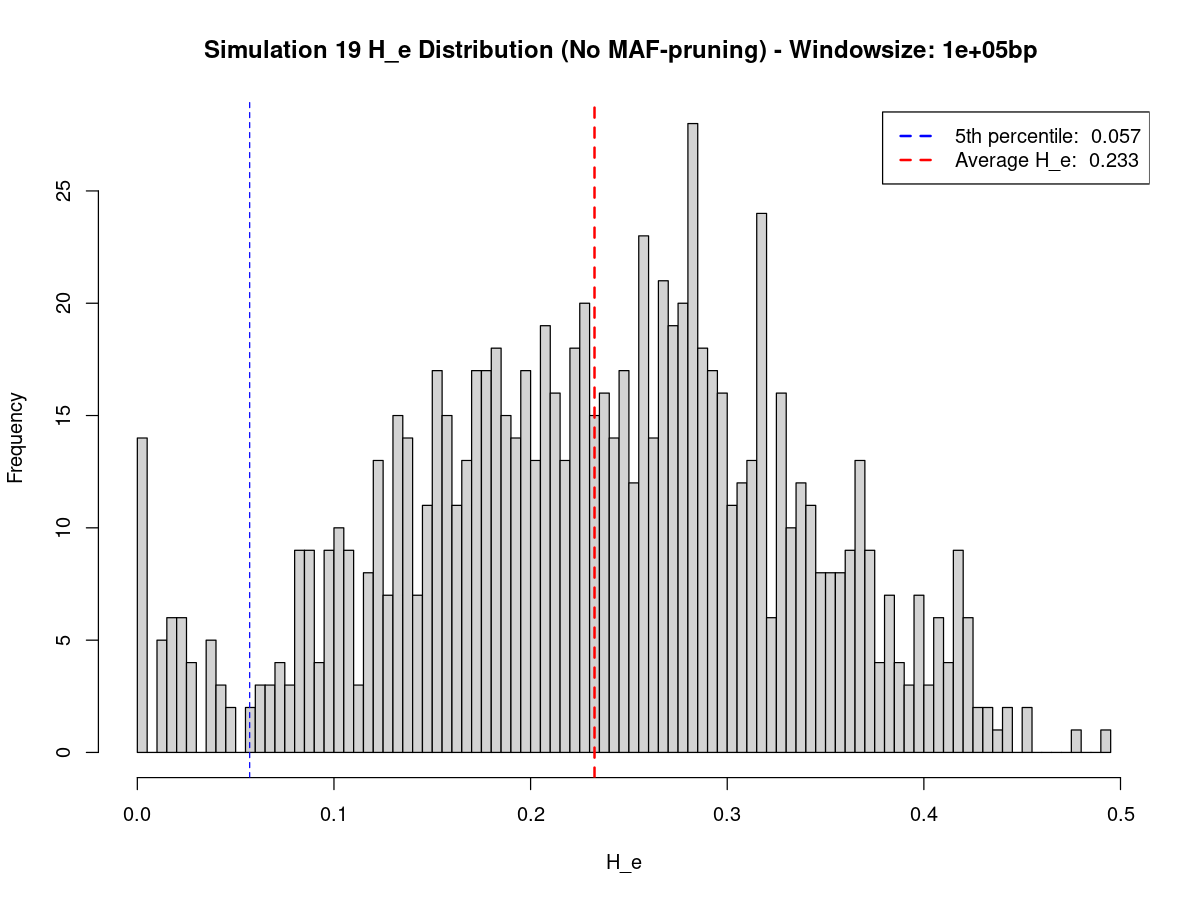 Simulation 19 H_e Distribution (No MAF-pruning) - Windowsize: 1e+05bp
5th percentile: 0.057
Average H_e: 0.233
Frequency
25
20
15
10
5
0
0.0 0.1 0.2 0.3 0.4 0.5
H_e